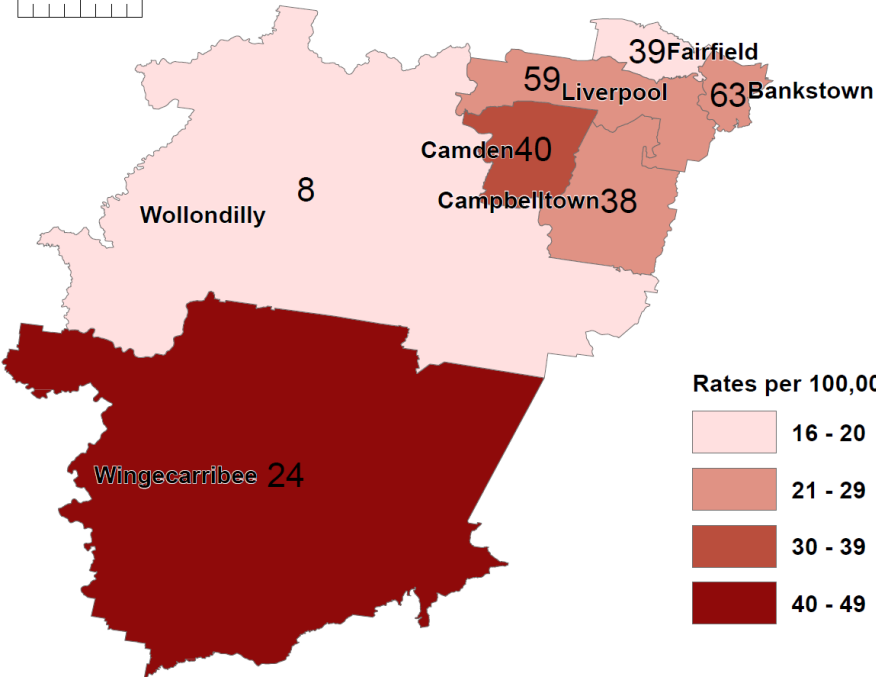 39 Fairfield
59 Liverpool
63 Bankstown
Camden 40
Campbelltown 38
8
Wollondilly
Wingecarribee 24
Rates per 100,00
16 - 20
21 - 29
30 - 39
40 - 49